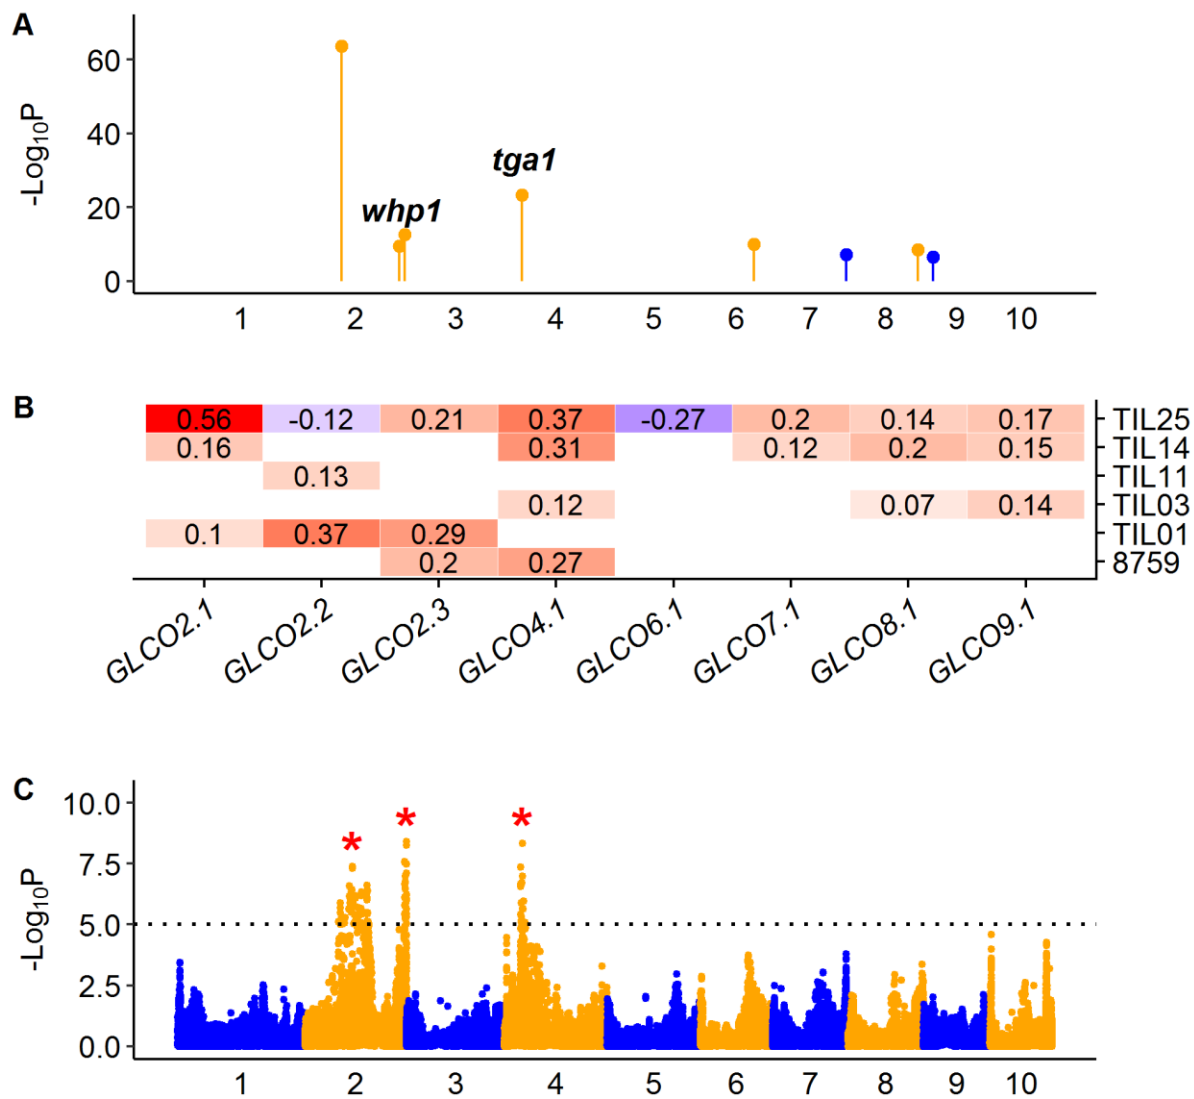 A
-Log10P
60
40
20
0
whp1
tga1
1 2 3 4 5 6 7 8 9 10
B
0.56 -0.12 0.21 0.37 -0.27 0.2 0.14 0.17 TIL25
0.16 0.31 0.12 0.2 0.15 TIL14
0.13 TIL11
0.12 0.07 0.14 TIL03
0.1 0.37 0.29 TIL01
0.2 0.27 8759
GLCO2.1 GLCO2.2 GLCO2.3 GLCO4.1 GLCO6.1 GLCO7.1 GLCO8.1 GLCO9.1
C
-Log10P
10.0
7.5
5.0
2.5
0.0
* * *
1 2 3 4 5 6 7 8 9 10